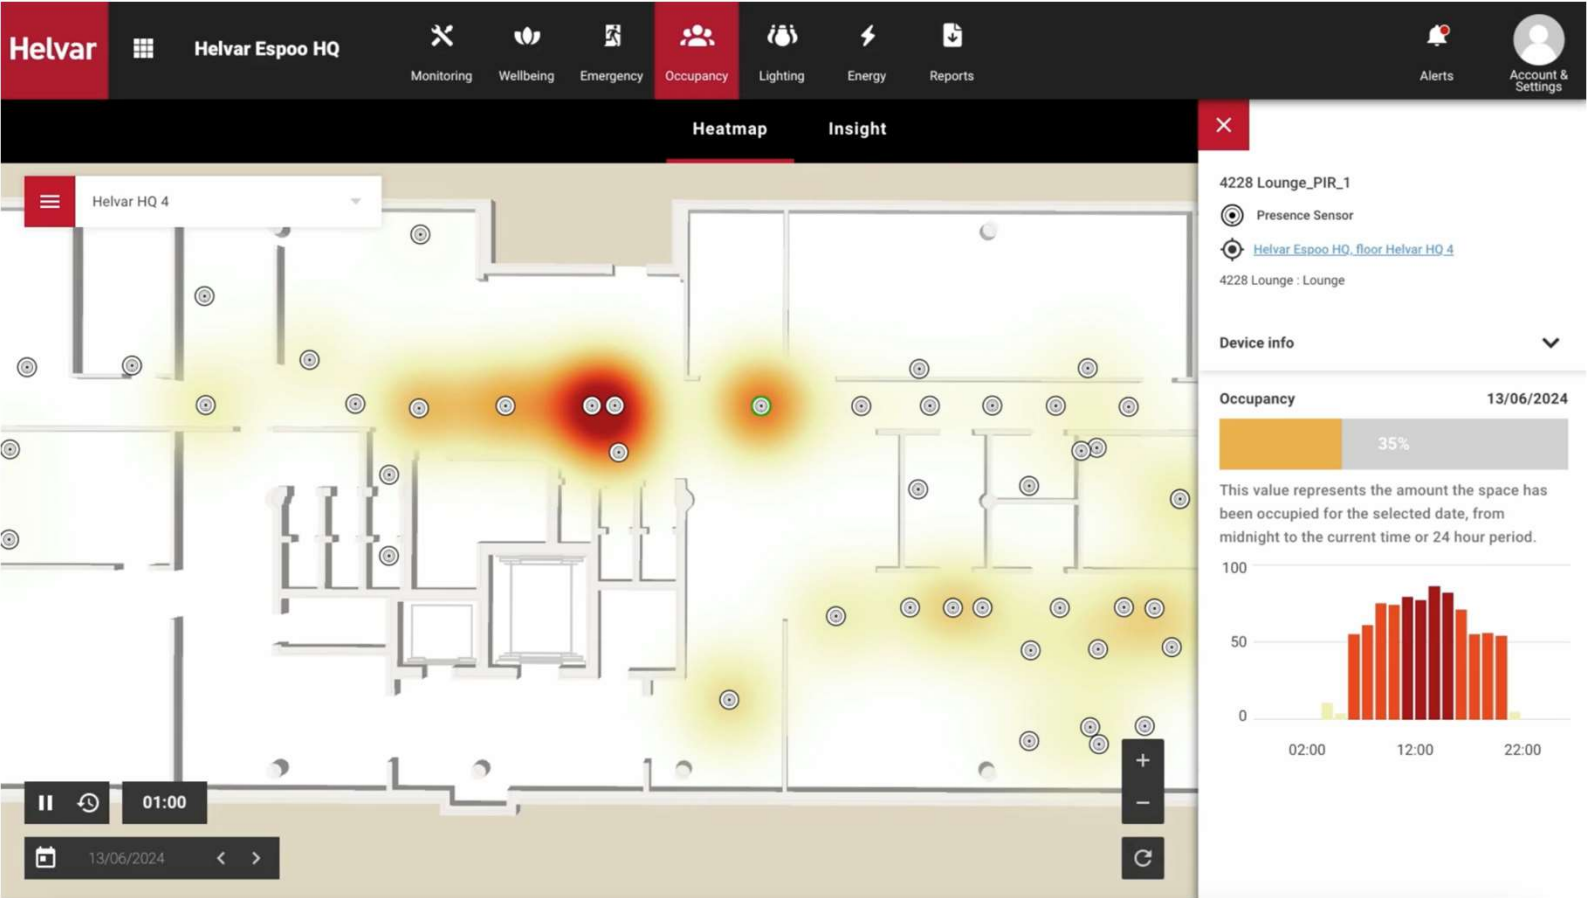 Helvar
Helvar Espoo HQ
Monitoring
Wellbeing
Emergency
Occupancy
Lighting
Energy
Reports
Alerts
Account &
Settings
Heatmap
Insight
Helvar HQ 4
4228 Lounge_PIR_1
Presence Sensor
Helvar Espoo HQ, floor Helvar HQ 4
4228 Lounge : Lounge
Device info
Occupancy 13/06/2024
35%
This value represents the amount the space has
been occupied for the selected date, from
midnight to the current time or 24 hour period.
100
50
0
02:00 12:00 22:00
01:00
13/06/2024